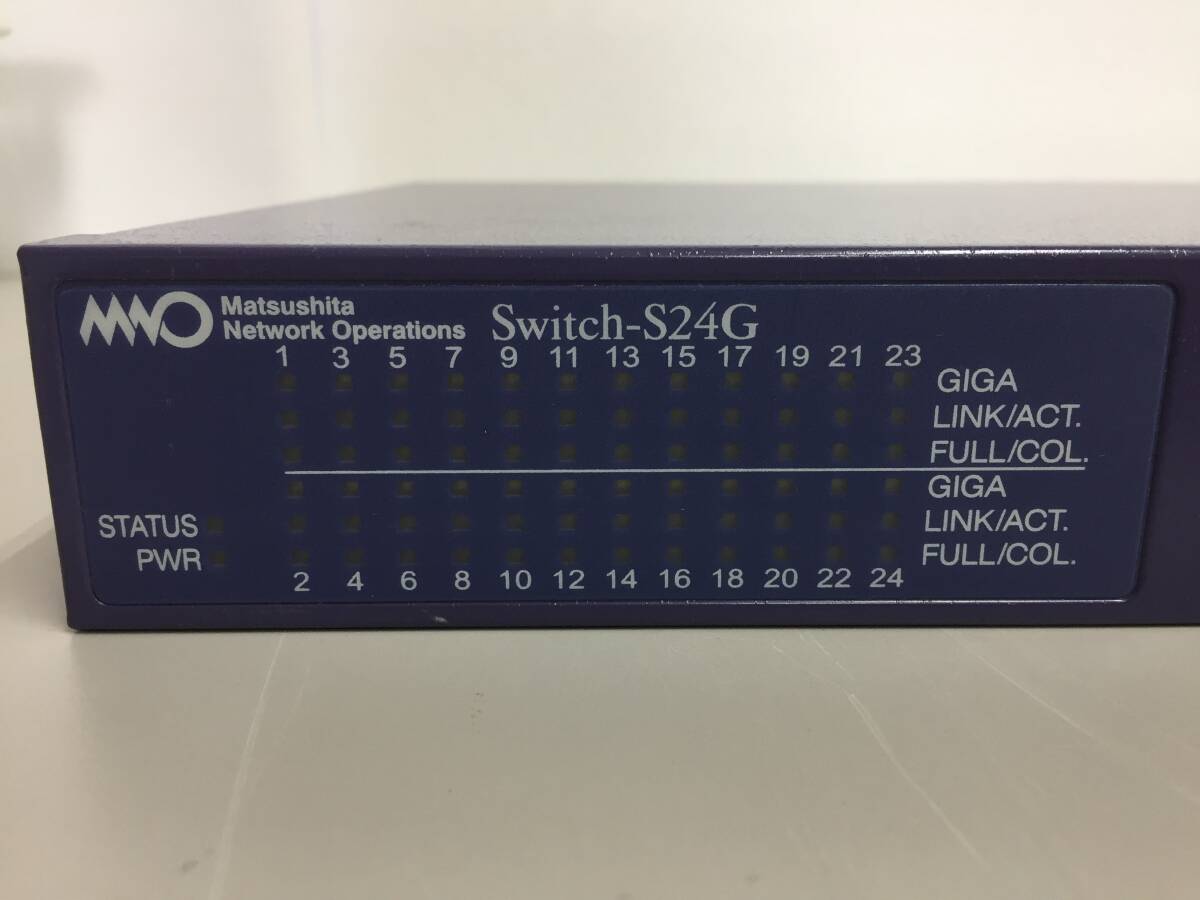 MNO Matsushita
Network Operations Switch-S24G
1 3 5 7 9 11 13 15 17 19 21 23
GIGA
LINK/ACT.
FULL/COL.
GIGA
STATUS LINK/ACT.
PWR FULL/COL.
2 4 6 8 10 12 14 16 18 20 22 24